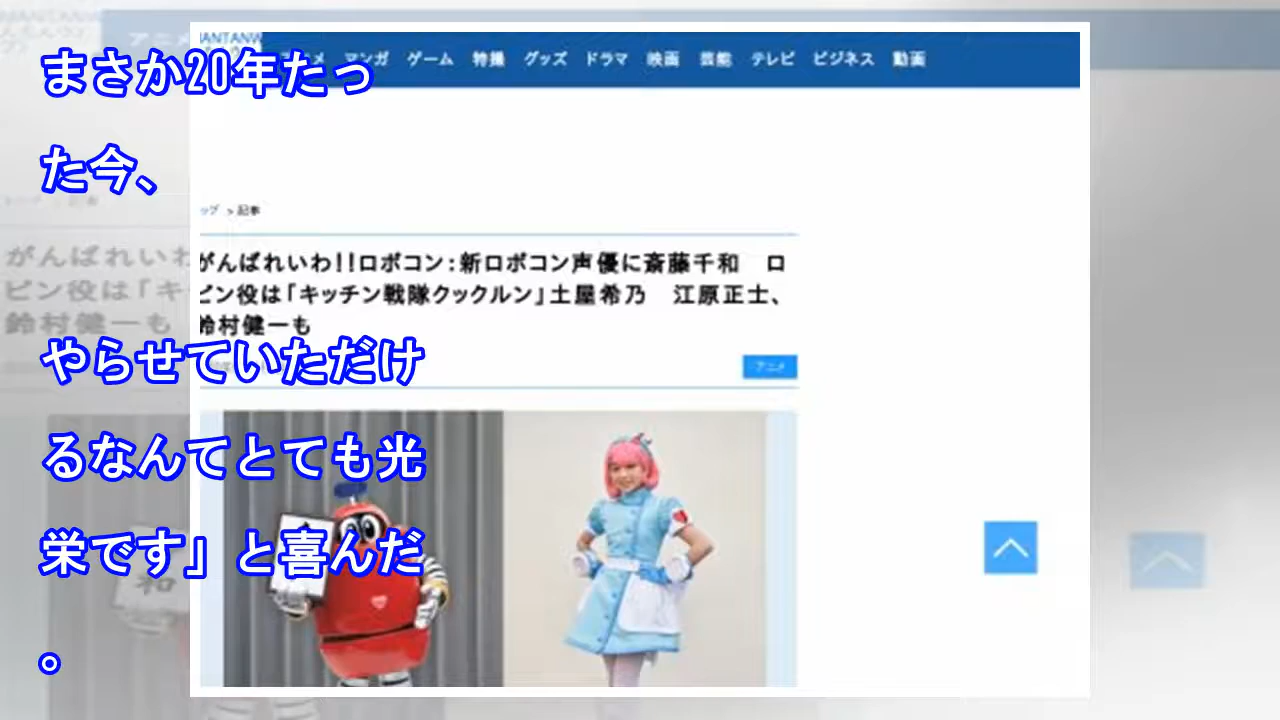 まさか20年たっ
た今、
やらせていただけ
るなんてとても光
栄です」と喜んだ
。
マンガ ゲーム 特撮 グッズ ドラマ 映画 芸能 テレビ ビジネス 動画
ップ > 記事
がんばれいわ!!ロボコン:新ロボコン声優に斎藤千和 ロ
ビン役は「キッチン戦隊クックルン」土屋希乃 江原正士、
鈴村健一も
アニメ